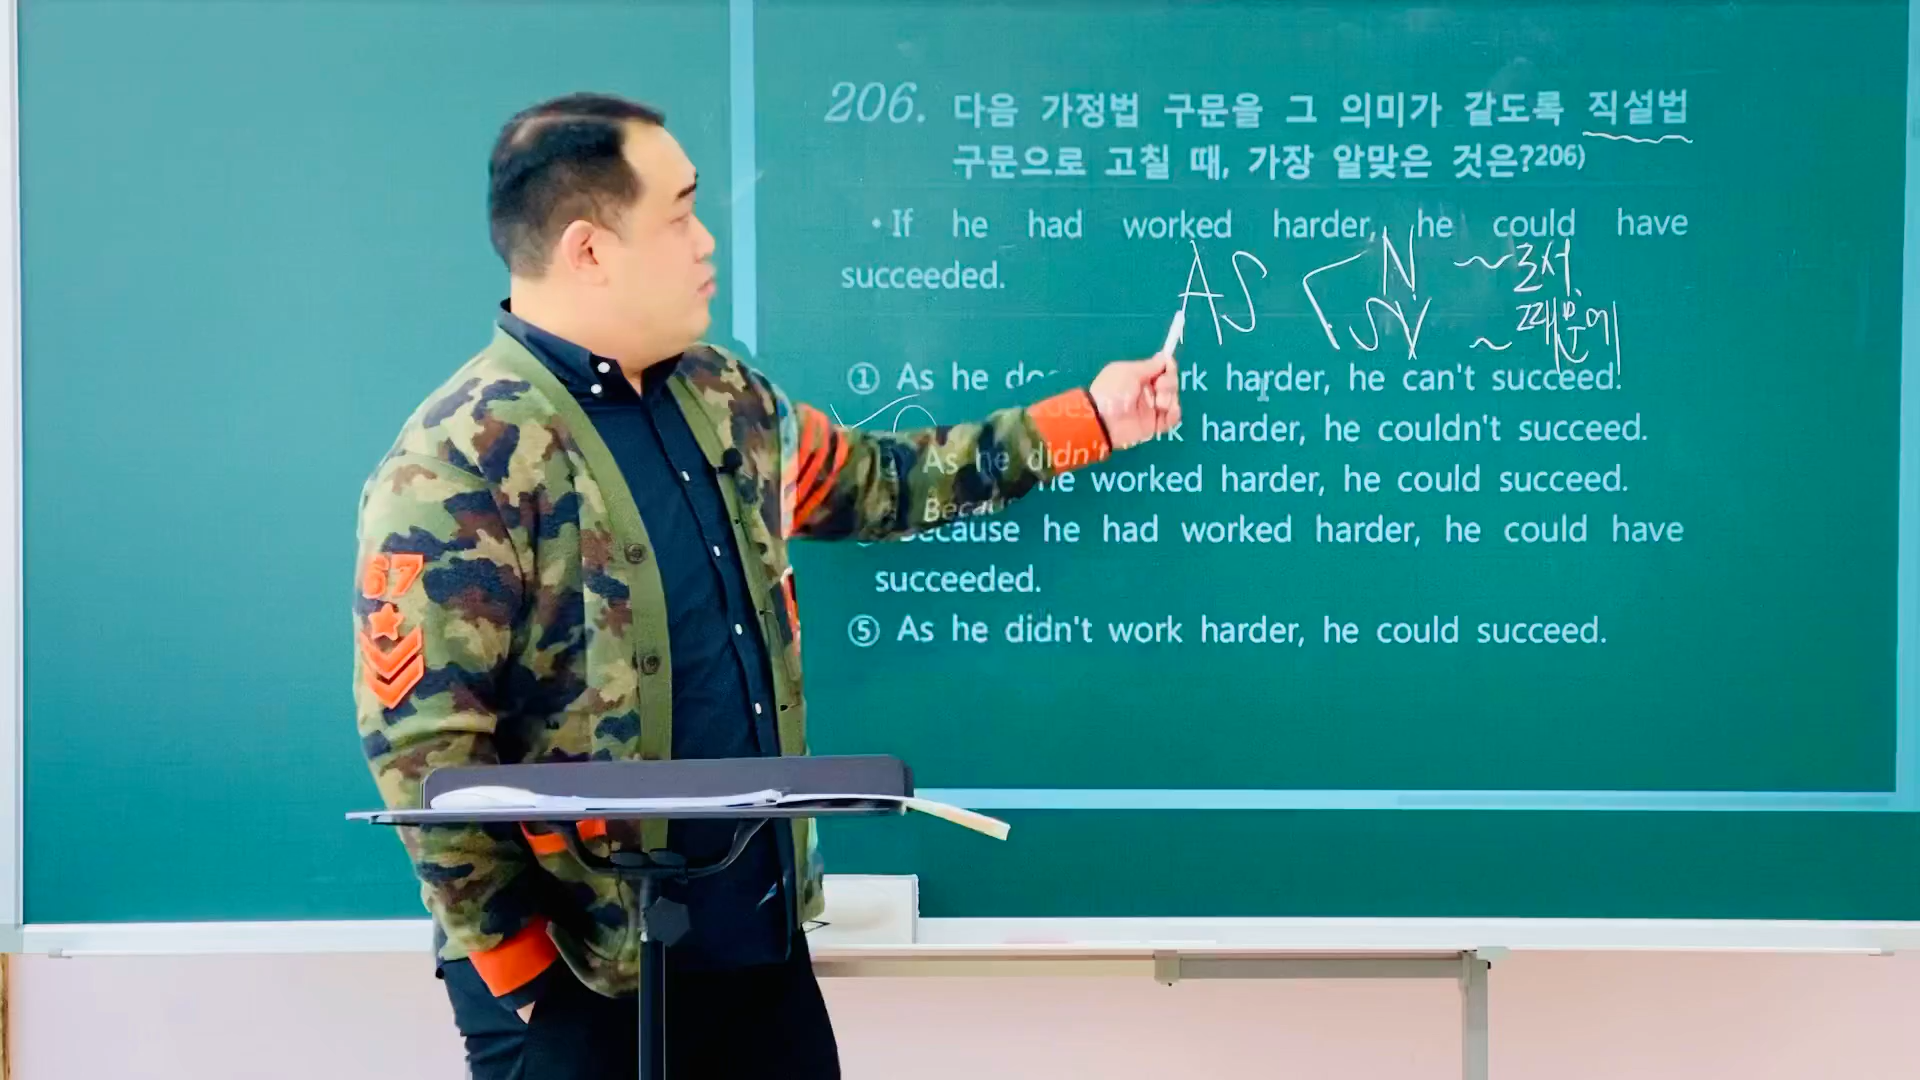 206. 다음 가정법 구문을 그 의미가 같도록 직설법
구문으로 고칠 때, 가장 알맞은 것은?206)
• If he had worked harder, he could have
succeeded.
AS N ~로서
SV ~때문에
① As he rk harder, he can't succeed.
As he didn't work harder, he couldn't succeed.
he worked harder, he could succeed.
Because he had worked harder, he could have
succeeded.
⑤ As he didn't work harder, he could succeed.
67